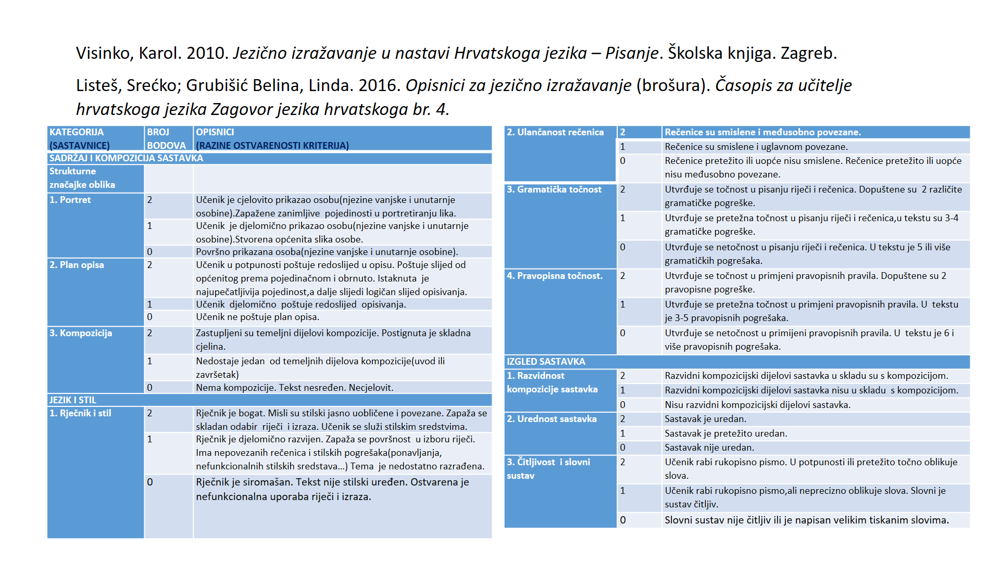 Visinko, Karol. 2010. Jezično izražavanje u nastavi Hrvatskoga jezika – Pisanje. Školska knjiga. Zagreb.
Listeš, Srećko; Grubišić Belina, Linda. 2016. Opisnici za jezično izražavanje (brošura). Časopis za učitelje
hrvatskoga jezika Zagovor jezika hrvatskoga br. 4.
KATEGORIJA
(SASTAVNICE)
BROJ
BODOVA
OPISNICI
(RAZINE OSTVARENOSTI KRITERIJA)
SADRŽAJ I KOMPOZICIJA SASTAVKA
Strukturne
značajke oblika
1. Portret
2
Učenik je cjelovito prikazao osobu(njezine vanjske i unutarnje
osobine).Zapažene zanimljive  pojedinosti u portretiranju lika.
1
Učenik  je djelomično prikazao osobu(njezine vanjske i unutarnje
osobine).Stvorena općenita slika osobe.
0
Površno prikazana osoba(njezine vanjske i unutarnje osobine).
2. Plan opisa
2
Učenik u potpunosti poštuje redoslijed u opisu. Poštuje slijed od
općenitog prema pojedinačnom i obrnuto. Istaknuta  je
najupečatljivija pojedinost,a dalje slijedi logičan slijed opisivanja.
1
Učenik  djelomično  poštuje redoslijed  opisivanja.
0
Učenik ne poštuje plan opisa.
3. Kompozicija
2
Zastupljeni su temeljni dijelovi kompozicije. Postignuta je skladna
cjelina.
1
Nedostaje jedan  od temeljnih dijelova kompozicije(uvod ili
završetak)
0
Nema kompozicije. Tekst nesređen. Necjelovit.
JEZIK I STIL
1. Rječnik i stil
2
Rječnik je bogat. Misli su stilski jasno uobličene i povezane. Zapaža se
skladan odabir  riječi  i izraza. Učenik se služi stilskim sredstvima.
1
Rječnik je djelomično razvijen. Zapaža se površnost  u izboru riječi.
Ima nepovezanih rečenica i stilskih pogrešaka(ponavljanja,
nefunkcionalnih stilskih sredstava...) Tema  je nedostatno razrađena.
0
Rječnik je siromašan. Tekst nije stilski uređen. Ostvarena je
nefunkcionalna uporaba riječi i izraza.
2. Ulančanost rečenica
2
Rečenice su smislene i međusobno povezane.
1
Rečenice su smislene i uglavnom povezane.
0
Rečenice pretežito ili uopće nisu smislene. Rečenice pretežito ili uopće
nisu međusobno povezane.
3. Gramatička točnost
2
Utvrđuje se točnost u pisanju riječi i rečenica. Dopuštene su  2 različite
gramatičke pogreške.
1
Utvrđuje se pretežna točnost u pisanju riječi i rečenica,u tekstu su 3-4
gramatičke pogreške.
0
Utvrđuje se netočnost u pisanju riječi i rečenica. U tekstu je 5 ili više
gramatičkih pogrešaka.
4. Pravopisna točnost.
2
Utvrđuje se točnost u primjeni pravopisnih pravila. Dopuštene su 2
pravopisne pogreške.
1
Utvrđuje se pretežna točnost u primjeni pravopisnih pravila. U  tekstu
je 3-5 pravopisnih pogrešaka.
0
Utvrđuje se netočnost u primijeni pravopisnih pravila. U  tekstu je 6 i
više pravopisnih pogrešaka.
IZGLED SASTAVKA
1. Razvidnost
kompozicije sastavka
2
Razvidni kompozicijski dijelovi sastavka u skladu su s kompozicijom.
1
Razvidni kompozicijski dijelovi sastavka nisu u skladu  s kompozicijom.
0
Nisu razvidni kompozicijski dijelovi sastavka.
2. Urednost sastavka
2
Sastavak je uredan.
1
Sastavak je pretežito uredan.
0
Sastavak nije uredan.
3. Čitljivost  i slovni
sustav
2
Učenik rabi rukopisno pismo. U potpunosti ili pretežito točno oblikuje
slova.
1
Učenik rabi rukopisno pismo,ali neprecizno oblikuje slova. Slovni je
sustav čitljiv.
0
Slovni sustav nije čitljiv ili je napisan velikim tiskanim slovima.